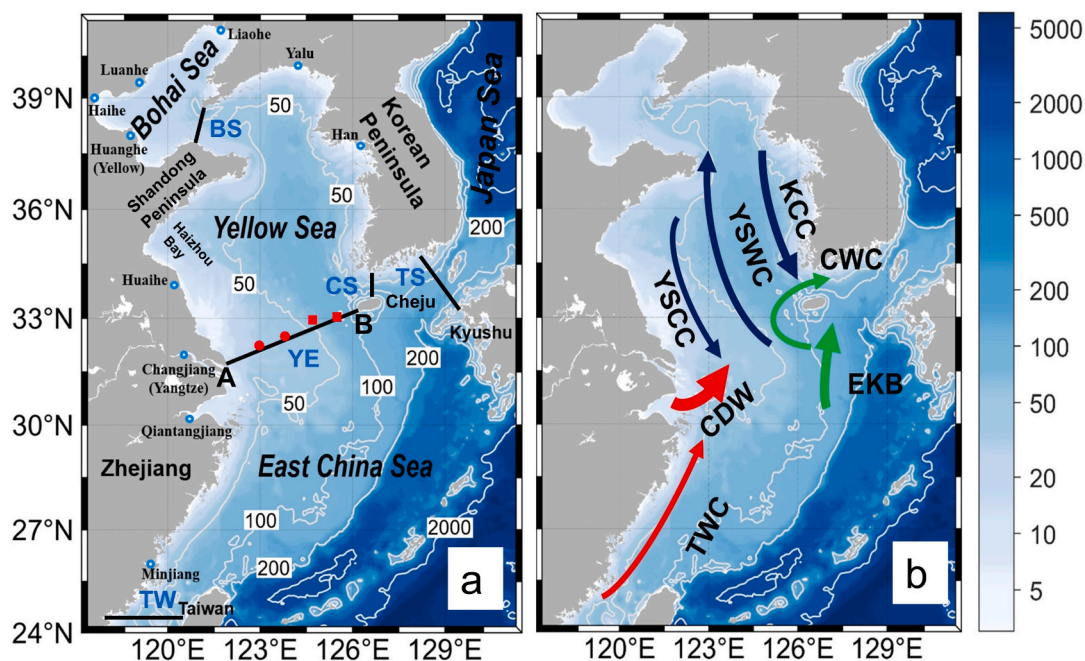 a
Liaohe
Yalu
Luanhe
Bohai Sea
Haihe
50
BS
Huanghe
(Yellow)
Han
Korean
Peninsula
Japan Sea
Shandong
Peninsula
50
Yellow Sea
200
Haizhou
Bay
Huaihe
50
CS
TS
Cheju
B
Kyushu
YE
A
200
Changjiang
(Yangtze)
100
50
Qiantangjiang
Zhejiang
East China Sea
100
2000
200
Minjiang
TW
Taiwan
a
39°N
36°N
33°N
30°N
27°N
24°N
120°E
123°E
126°E
129°E
b
KCC
YSWC
CWC
YSCC
EKB
CDW
TWC
b
120°E
123°E
126°E
129°E
5000
2000
1000
500
200
100
50
20
10
5